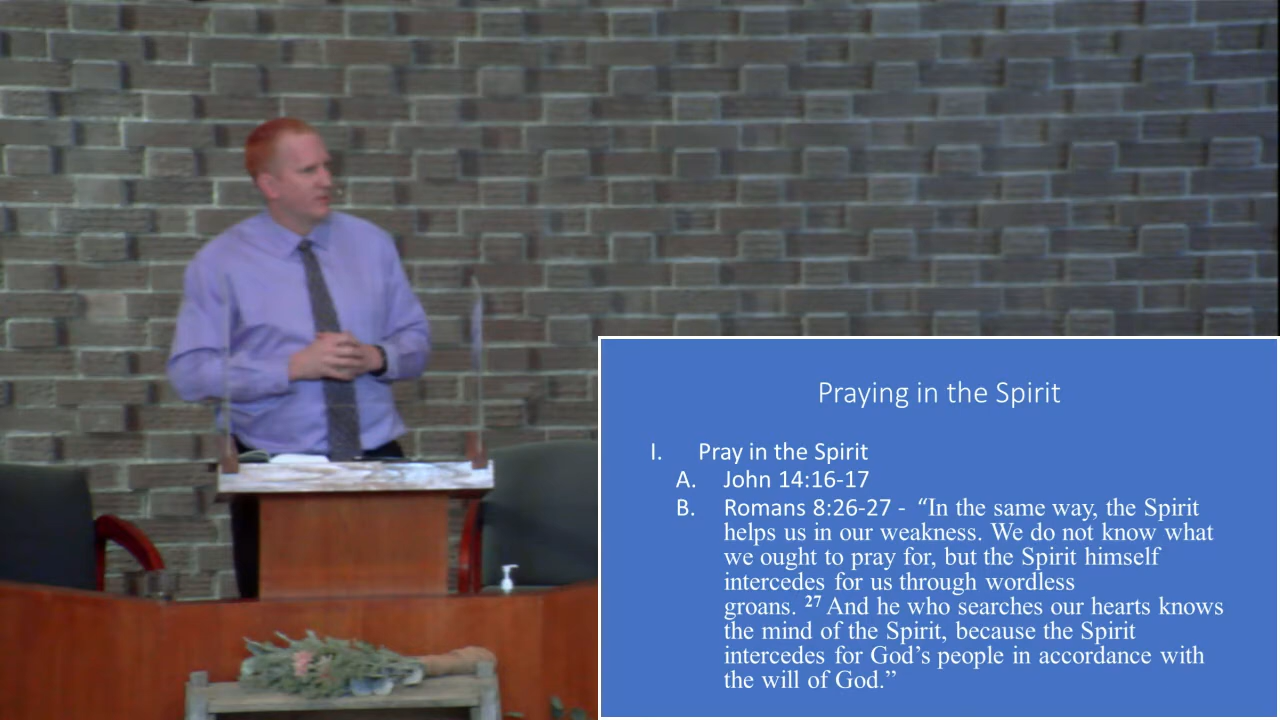 Praying in the Spirit
I. Pray in the Spirit
A. John 14:16-17
B. Romans 8:26-27 - “In the same way, the Spirit
helps us in our weakness. We do not know what
we ought to pray for, but the Spirit himself
intercedes for us through wordless
groans. 27 And he who searches our hearts knows
the mind of the Spirit, because the Spirit
intercedes for God’s people in accordance with
the will of God.”